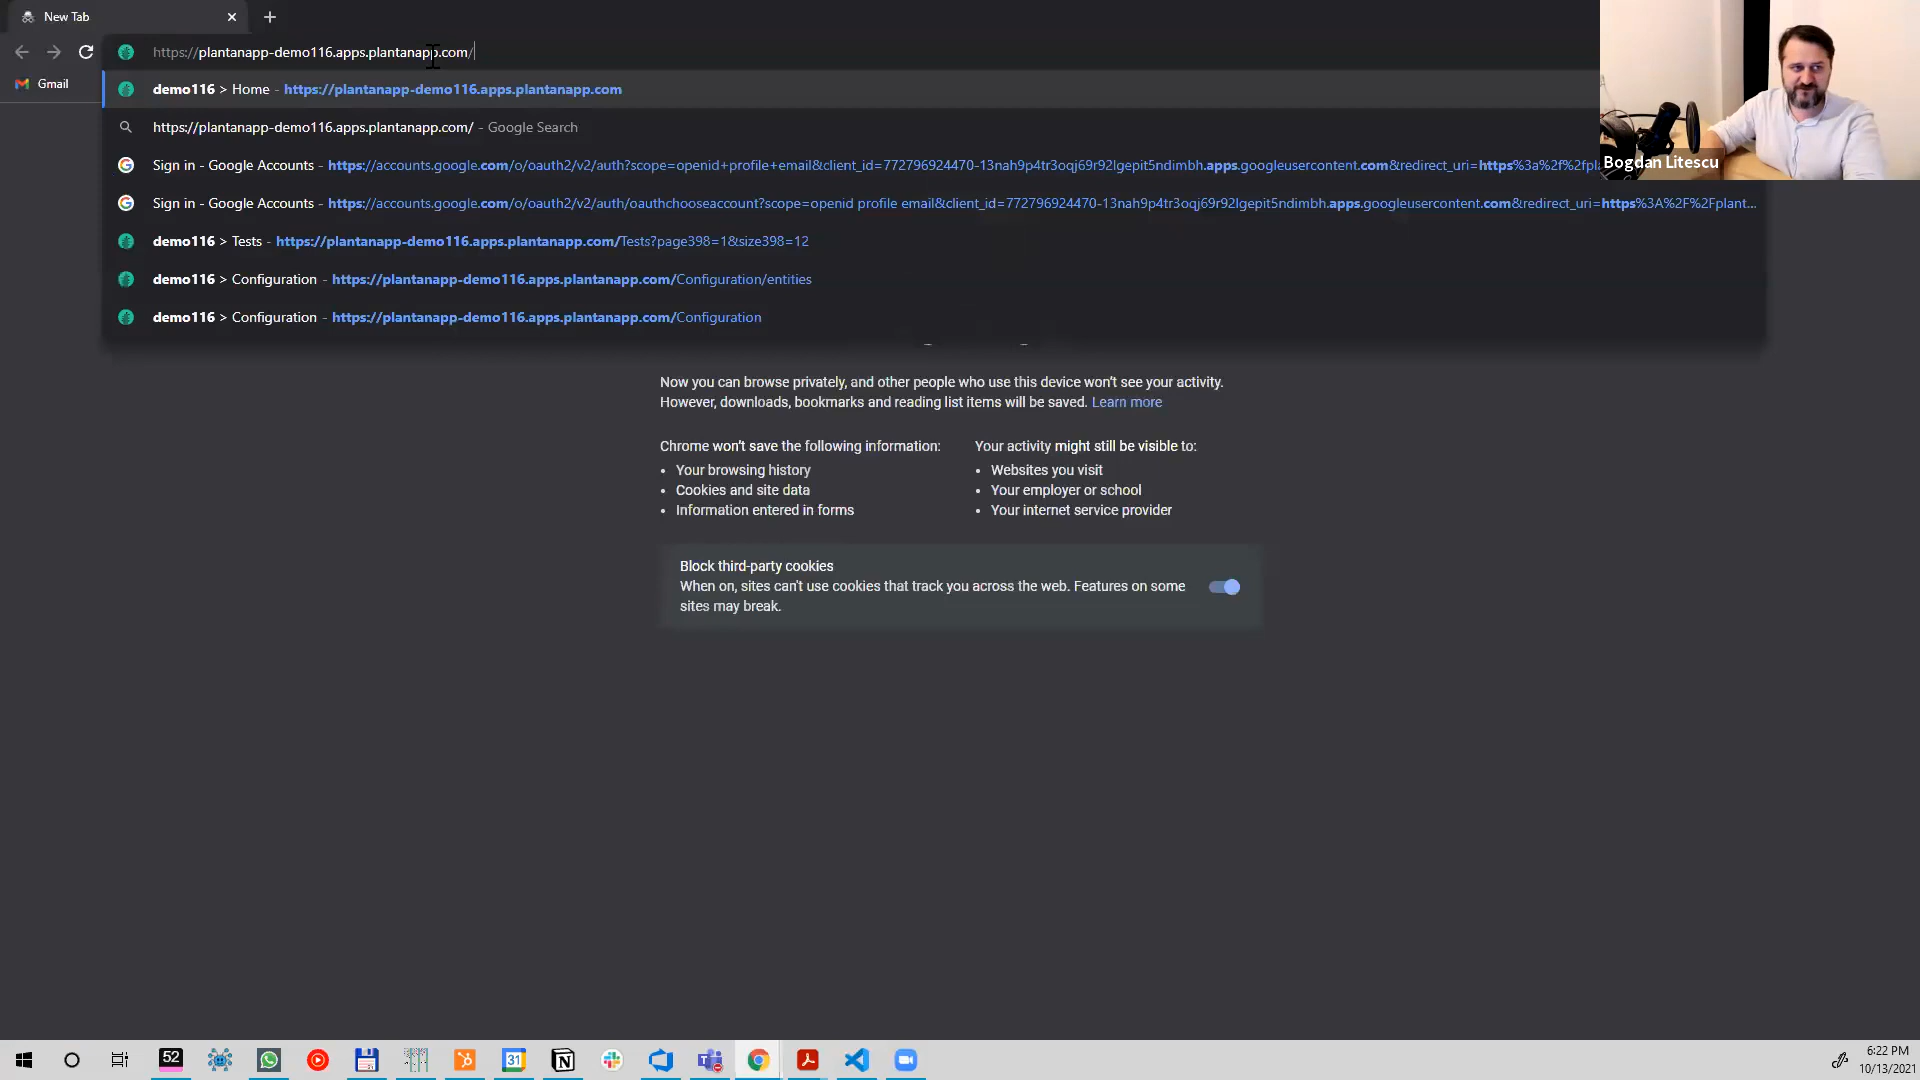 New Tab
https://plantanapp-demo116.apps.plantanapp.com/
Gmail
demo116 > Home - https://plantanapp-demo116.apps.plantanapp.com
https://plantanapp-demo116.apps.plantanapp.com/ - Google Search
Sign in - Google Accounts - https://accounts.google.com/o/oauth2/v2/auth?scope=openid+profile+email&client_id=772796924470-13nah9p4tr3oqj69r92lgepit5ndimbh.apps.googleusercontent.com&redirect_uri=https%3a%2f%2fpl
Bogdan Litescu
Sign in - Google Accounts - https://accounts.google.com/o/oauth2/v2/auth/oauthchooseaccount?scope=openid profile email&client_id=772796924470-13nah9p4tr3oqj69r92lgepit5ndimbh.apps.googleusercontent.com&redirect_uri=https%3A%2F%2Fplant...
demo116 > Tests - https://plantanapp-demo116.apps.plantanapp.com/Tests?page398=1&size398=12
demo116 > Configuration - https://plantanapp-demo116.apps.plantanapp.com/Configuration/entities
demo116 > Configuration - https://plantanapp-demo116.apps.plantanapp.com/Configuration
Now you can browse privately, and other people who use this device won't see your activity.
However, downloads, bookmarks and reading list items will be saved. Learn more
Chrome won't save the following information:
• Your browsing history
• Cookies and site data
• Information entered in forms
Your activity might still be visible to:
• Websites you visit
• Your employer or school
• Your internet service provider
Block third-party cookies
When on, sites can't use cookies that track you across the web. Features on some
sites may break.
52
31
6:22 PM
10/13/2021